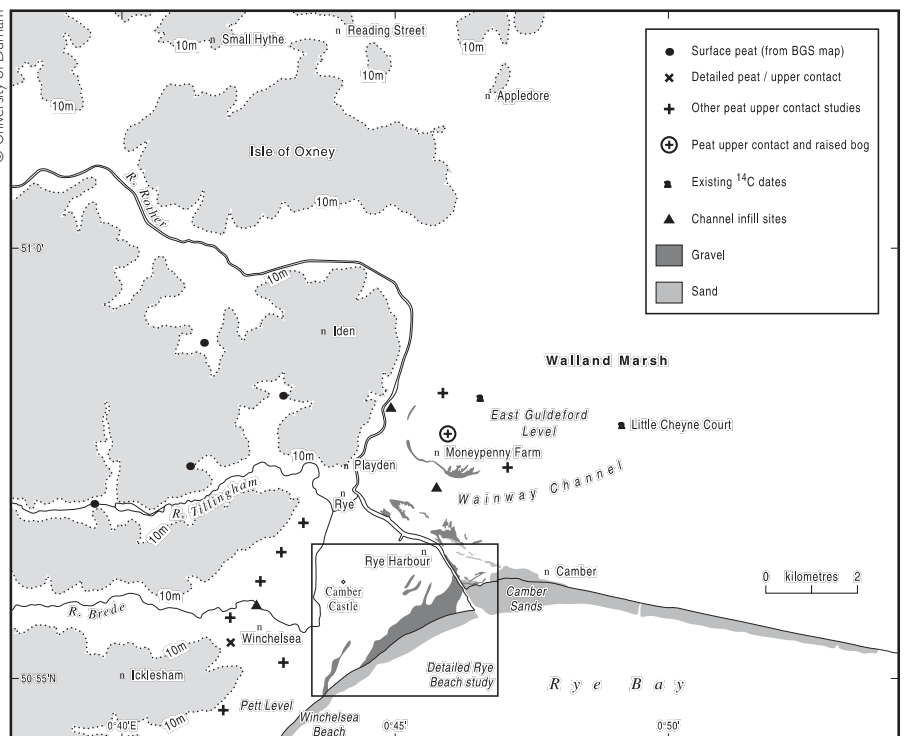 © University of Durham
10m
n Small Hythe
n Reading Street
10m
10m
10m
n Appledore
Isle of Oxney
10m
R. Rother
51°0'
10m
n Iden
Surface peat (from BGS map)
Detailed peat / upper contact
Other peat upper contact studies
Peat upper contact and raised bog
Existing 14C dates
Channel infill sites
Gravel
Sand
Walland Marsh
East Guldeford
Level
Little Cheyne Court
n Moneypenny Farm
10m
n Playden
Wainway Channel
R. Tillingham
n
Rye
10m
n
Rye Harbour
n Camber
Camber
Castle
Camber
Sands
0 kilometres 2
10m
R. Brede
n
Winchelsea
10m
n Icklesham
Detailed Rye
Beach study
Rye Bay
50°55'N
Pett Level
10m
Winchelsea
Beach
0°40'E
0°45'
0°50'